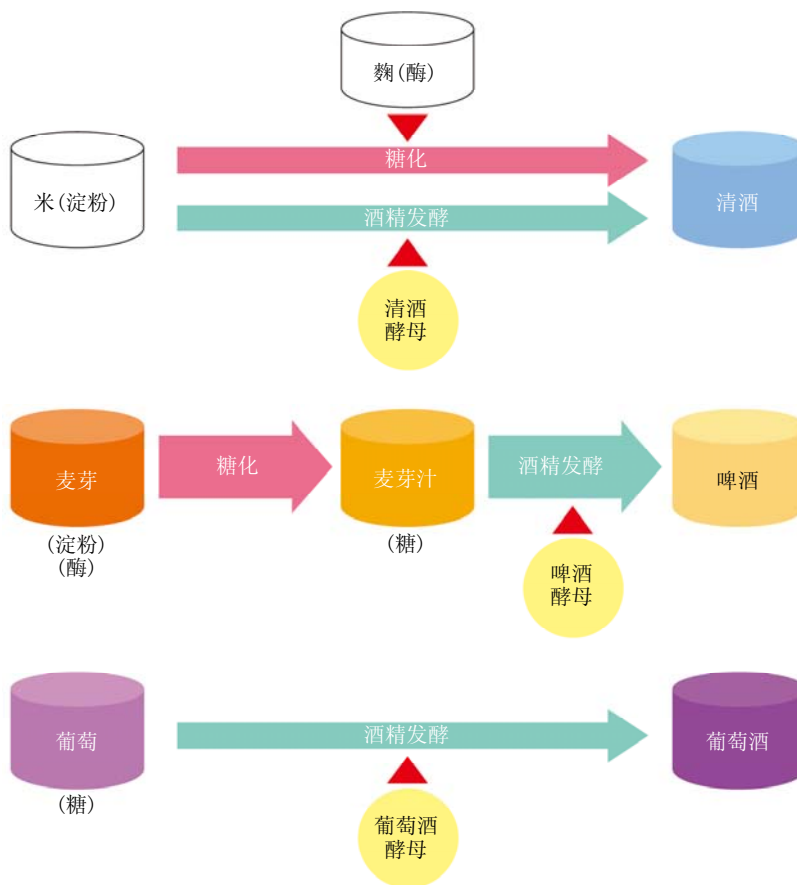 麹(酶)
米(淀粉)
糖化
清酒
酒精发酵
清酒
酵母
麦芽
糖化
麦芽汁
酒精发酵
啤酒
(淀粉)
(酶)
(糖)
啤酒
酵母
葡萄
酒精发酵
葡萄酒
(糖)
葡萄酒
酵母